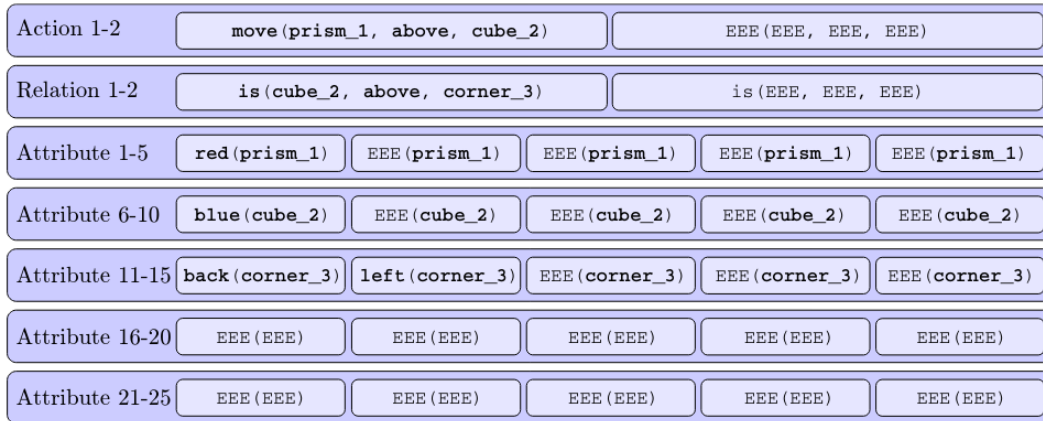 Action 1-2 move(prism_1, above, cube_2) EEE(EEE, EEE, EEE)
Relation 1-2 is(cube_2, above, corner_3) is(EEE, EEE, EEE)
Attribute 1-5 red(prism_1) EEE(prism_1) EEE(prism_1) EEE(prism_1) EEE(prism_1)
Attribute 6-10 blue(cube_2) EEE(cube_2) EEE(cube_2) EEE(cube_2) EEE(cube_2)
Attribute 11-15 back(corner_3) left(corner_3) EEE(corner_3) EEE(corner_3) EEE(corner_3)
Attribute 16-20 EEE(EEE) EEE(EEE) EEE(EEE) EEE(EEE) EEE(EEE)
Attribute 21-25 EEE(EEE) EEE(EEE) EEE(EEE) EEE(EEE) EEE(EEE)